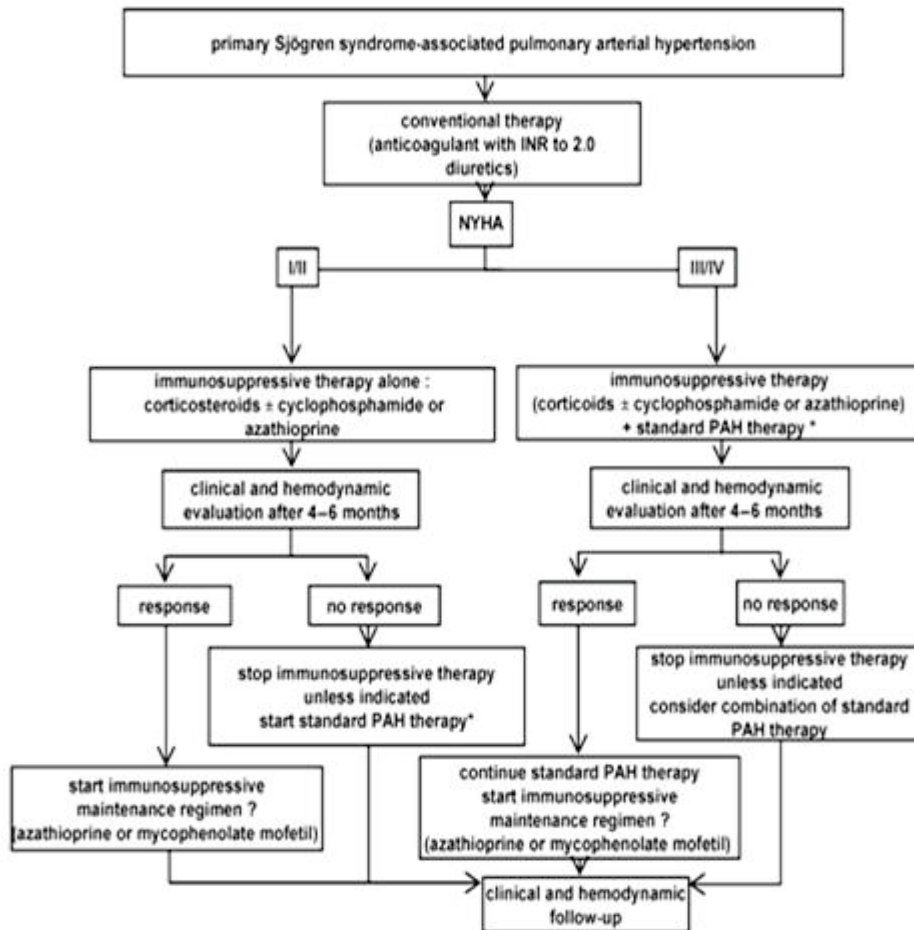 primary Sjögren syndrome-associated pulmonary arterial hypertension
conventional therapy
(anticoagulant with INR to 2.0
diuretics)
NYHA
I/II
III/IV
immunosuppressive therapy alone :
corticosteroids ± cyclophosphamide or
azathioprine
immunosuppressive therapy
(corticoids ± cyclophosphamide or azathioprine)
+ standard PAH therapy *
clinical and hemodynamic
evaluation after 4–6 months
clinical and hemodynamic
evaluation after 4–6 months
response
no response
response
no response
stop immunosuppressive therapy
unless indicated
start standard PAH therapy*
stop immunosuppressive therapy
unless indicated
consider combination of standard
PAH therapy
start immunosuppressive
maintenance regimen ?
(azathioprine or mycophenolate mofetil)
continue standard PAH therapy
start immunosuppressive
maintenance regimen ?
(azathioprine or mycophenolate mofetil)
clinical and hemodynamic
follow-up